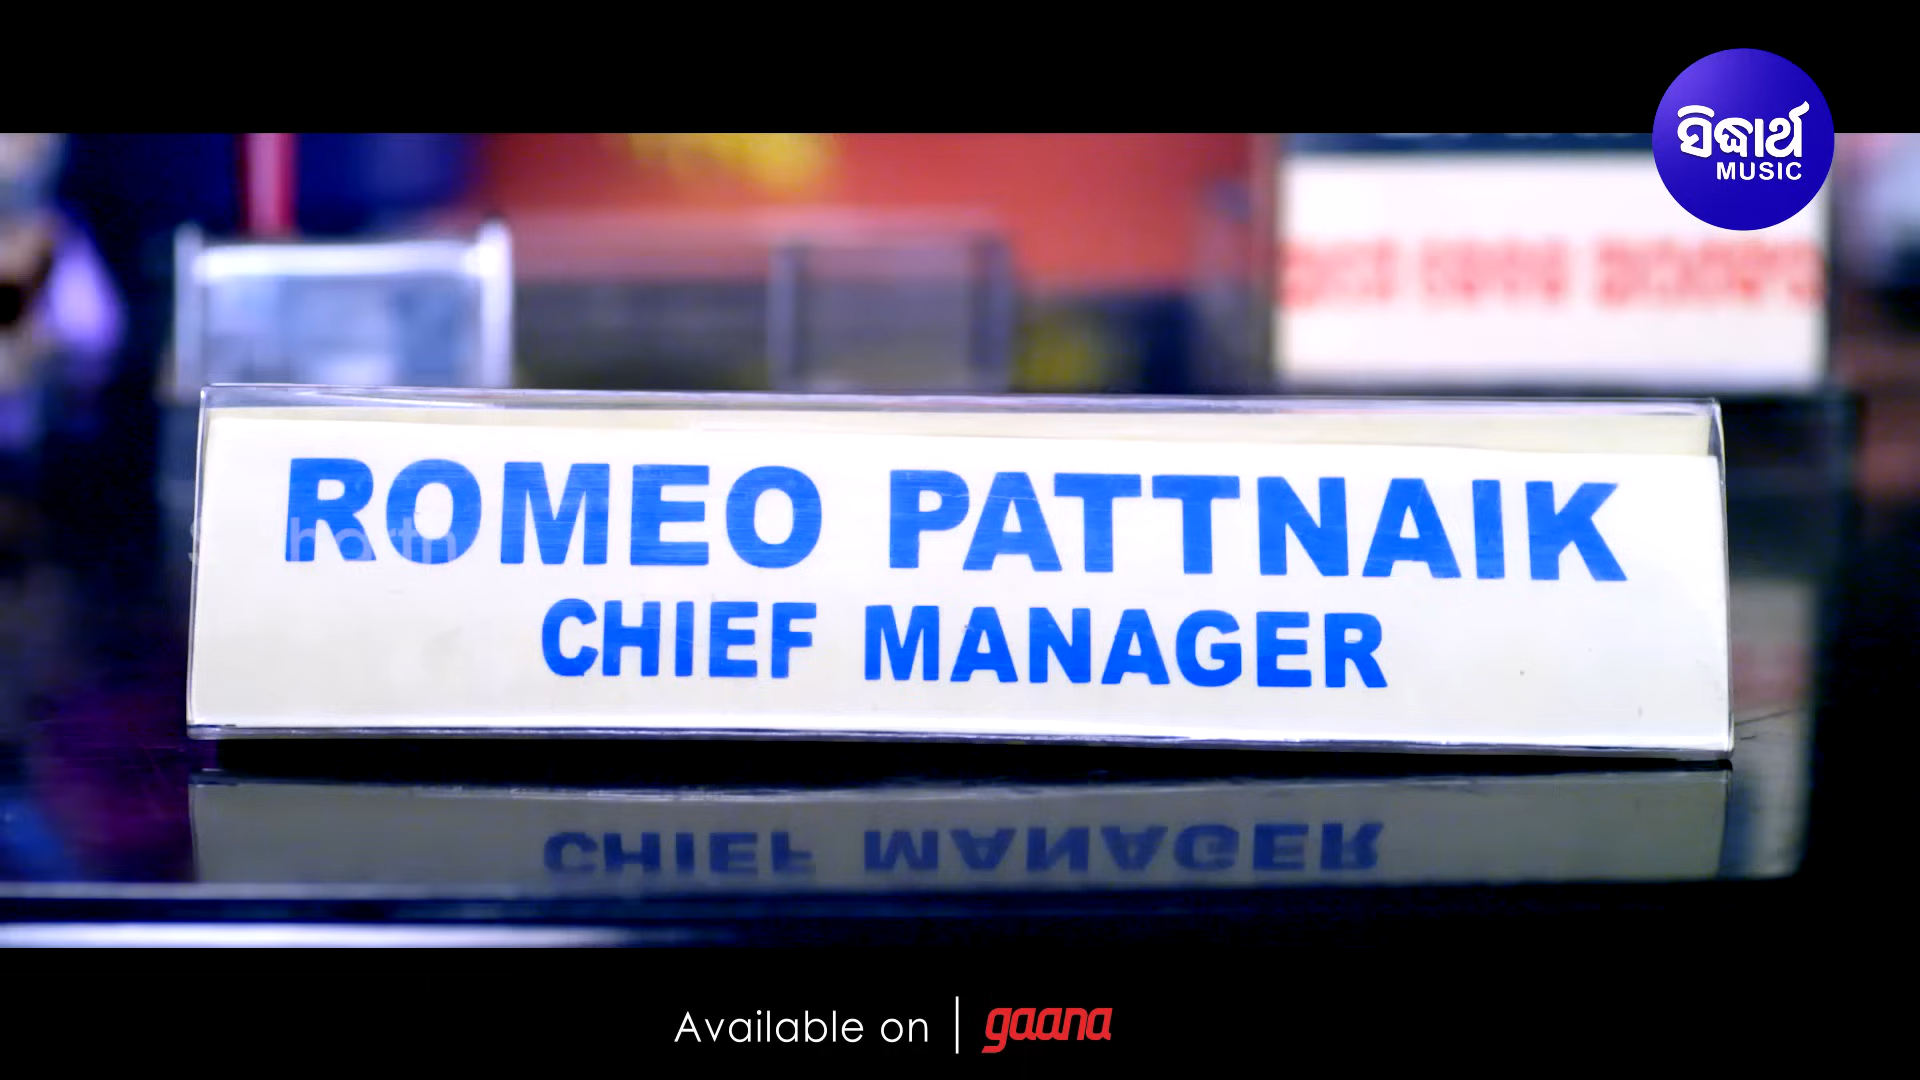 ସିଦ୍ଧାର୍ଥ
MUSIC
ROMEO PATTNAIK
CHIEF MANAGER
Available on | gaana